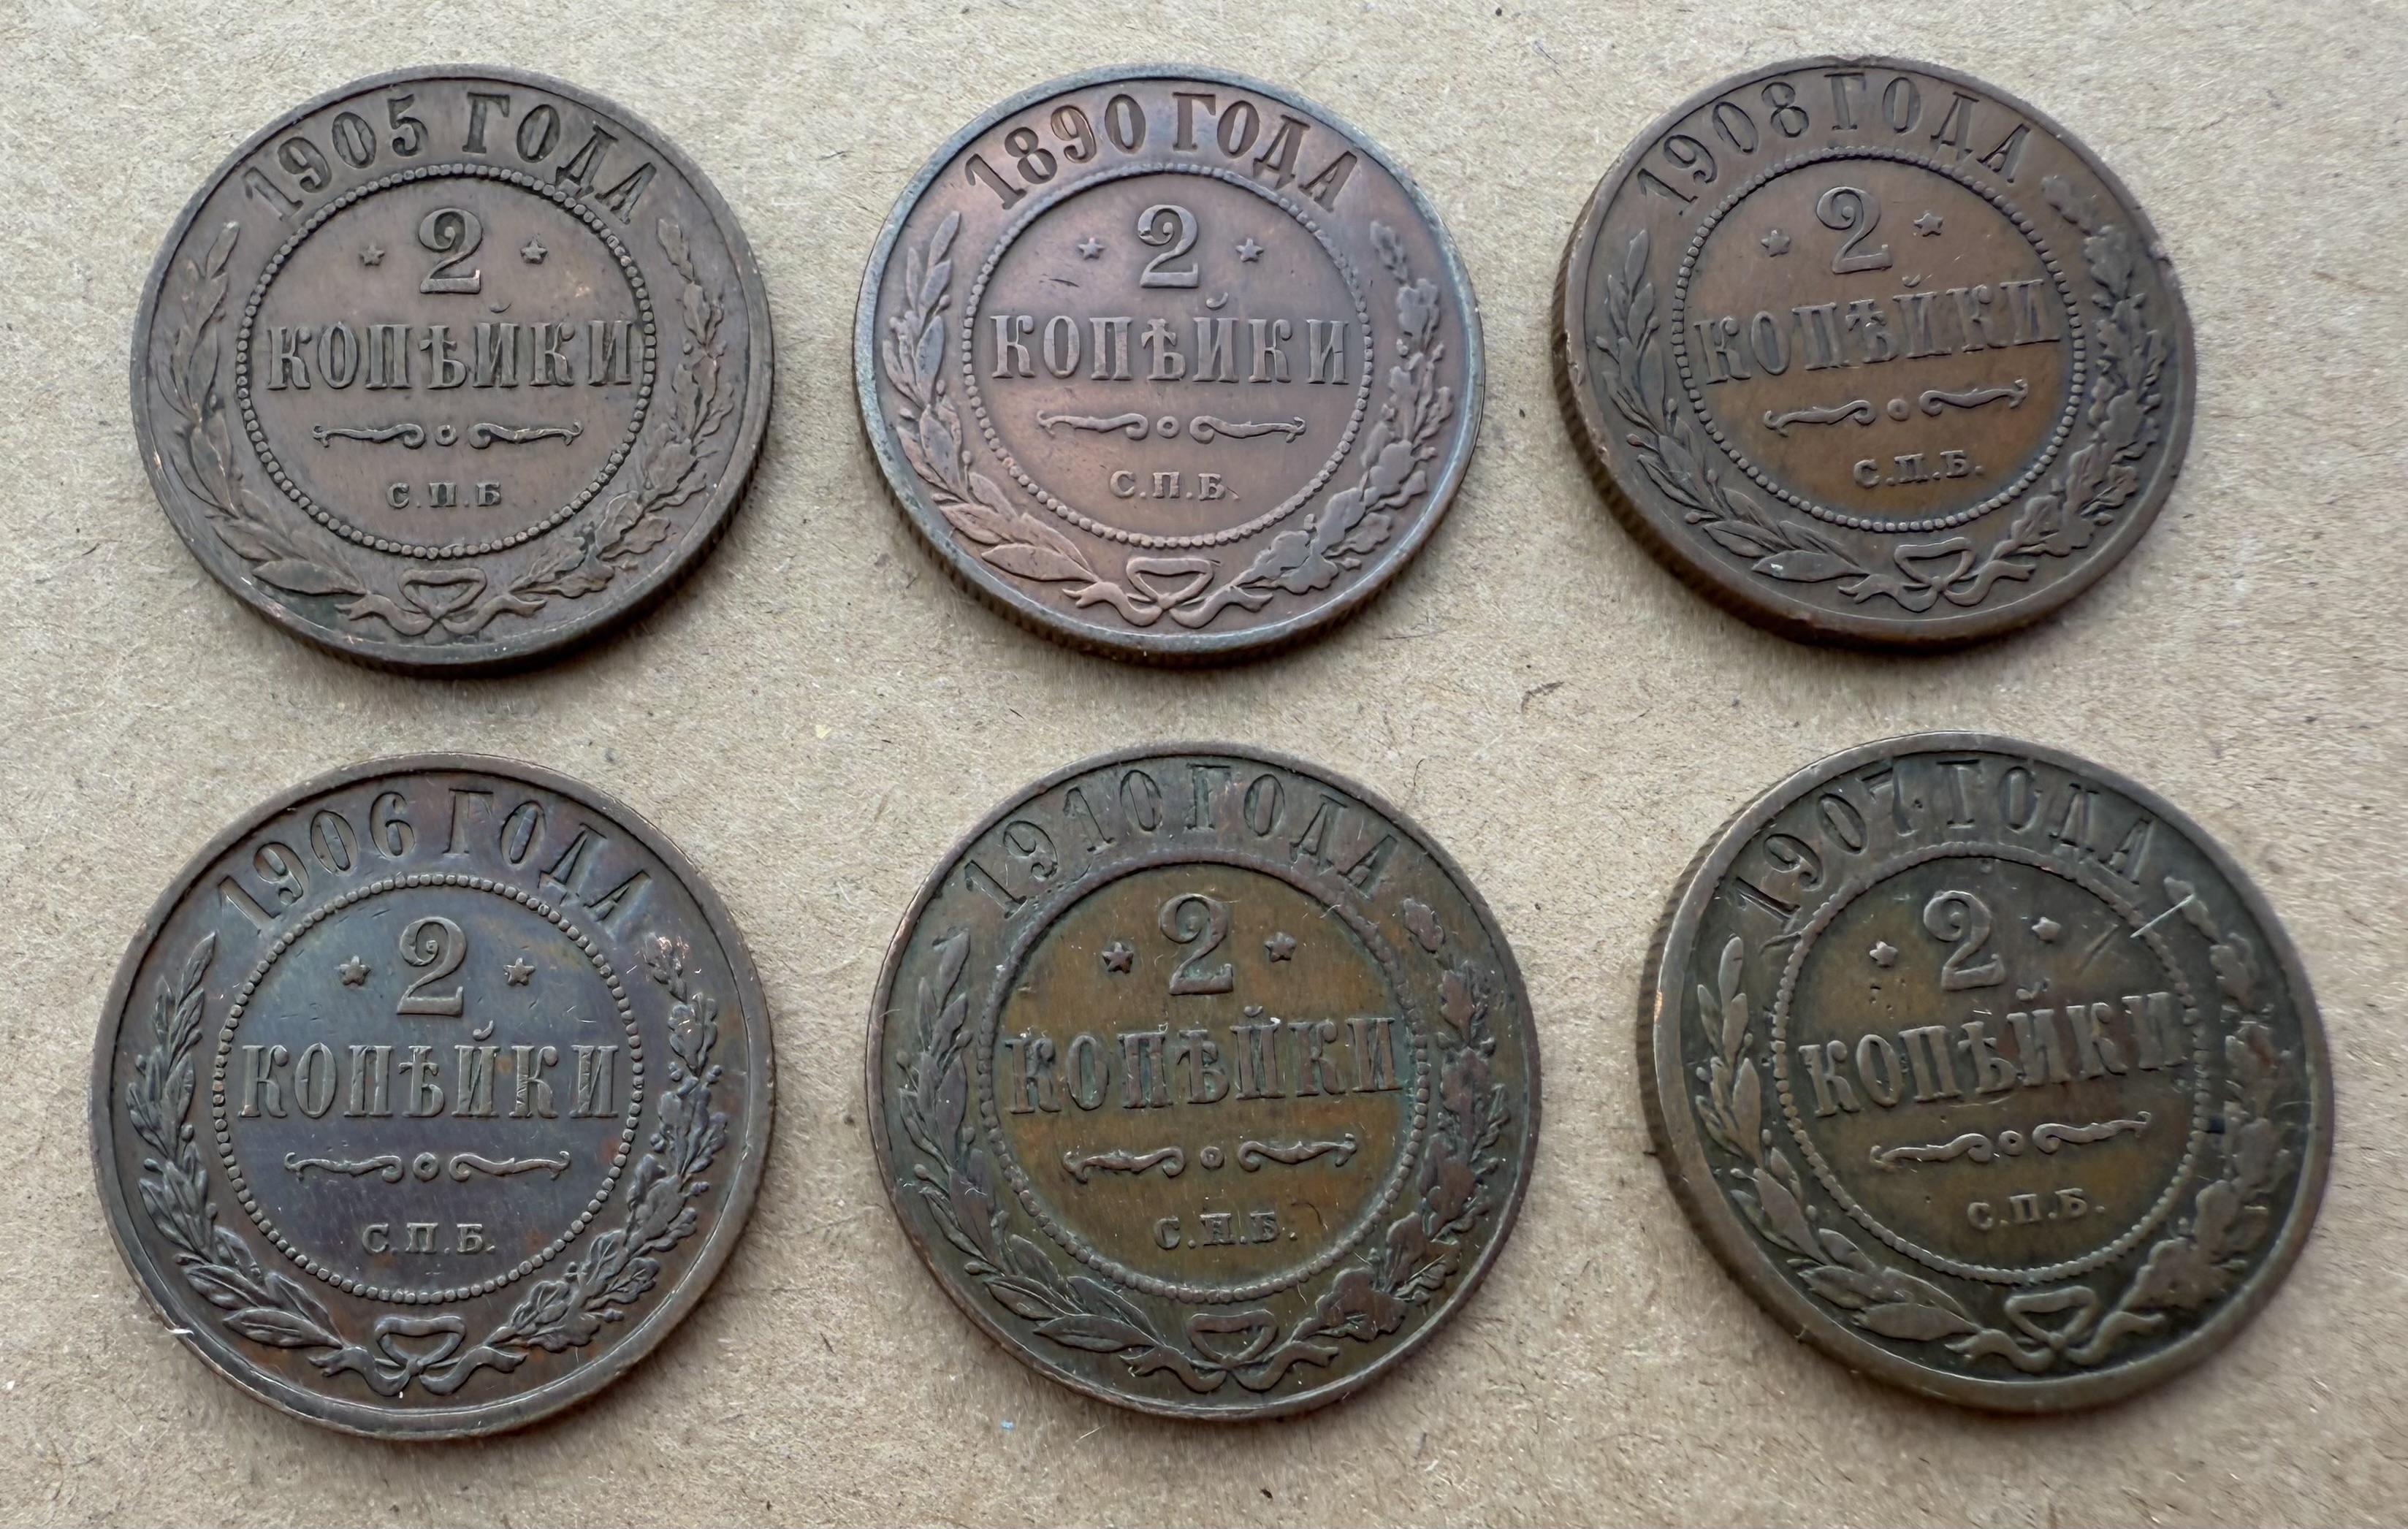 1905 ГОДА
2
КОПѢЙКИ
С.П.Б
1890 ГОДА
2
КОПѢЙКИ
С.П.Б.
1908 ГОДА
2
КОПѢЙКИ
С.П.Б.
1906 ГОДА
2
КОПѢЙКИ
С.П.Б.
1910 ГОДА
2
КОПѢЙКИ
С.П.Б.
1907 ГОДА
2
КОПѢЙКИ
С.П.Б.